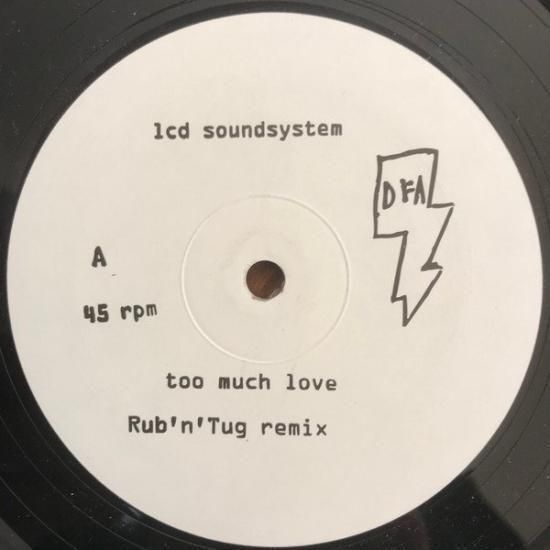 lcd soundsystem
DFA
A
45 rpm
too much love
Rub'n'Tug remix